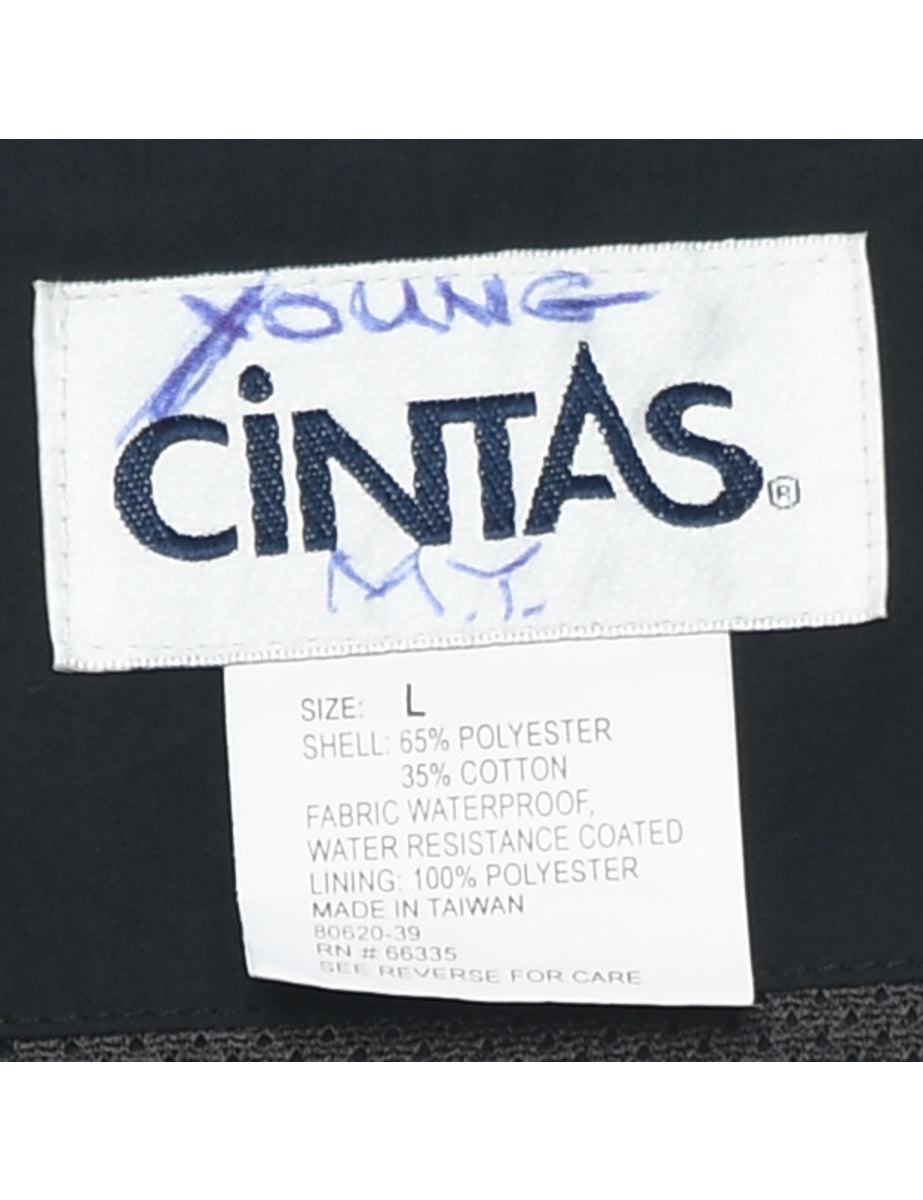 YOUNG
CiNTAS®
M.Y.
SIZE: L
SHELL: 65% POLYESTER
35% COTTON
FABRIC WATERPROOF,
WATER RESISTANCE COATED
LINING: 100% POLYESTER
MADE IN TAIWAN
80620-39
RN # 66335
SEE REVERSE FOR CARE